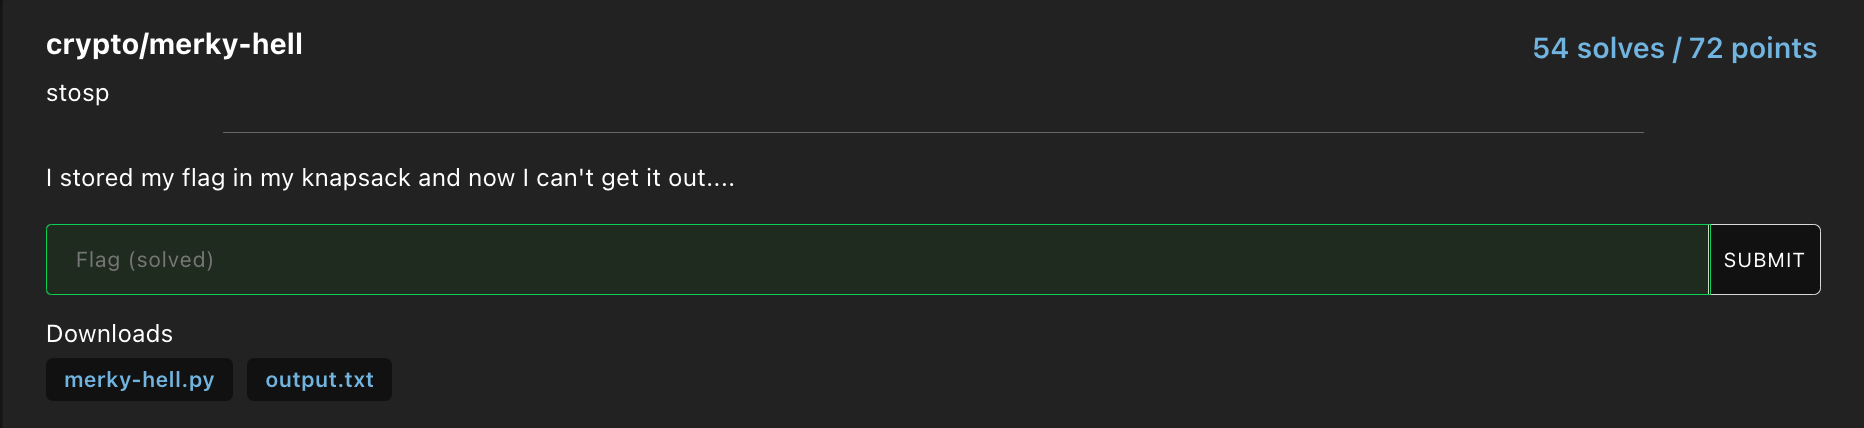 crypto/merky-hell
54 solves / 72 points
stosp
I stored my flag in my knapsack and now I can't get it out....
Flag (solved)
SUBMIT
Downloads
merky-hell.py
output.txt